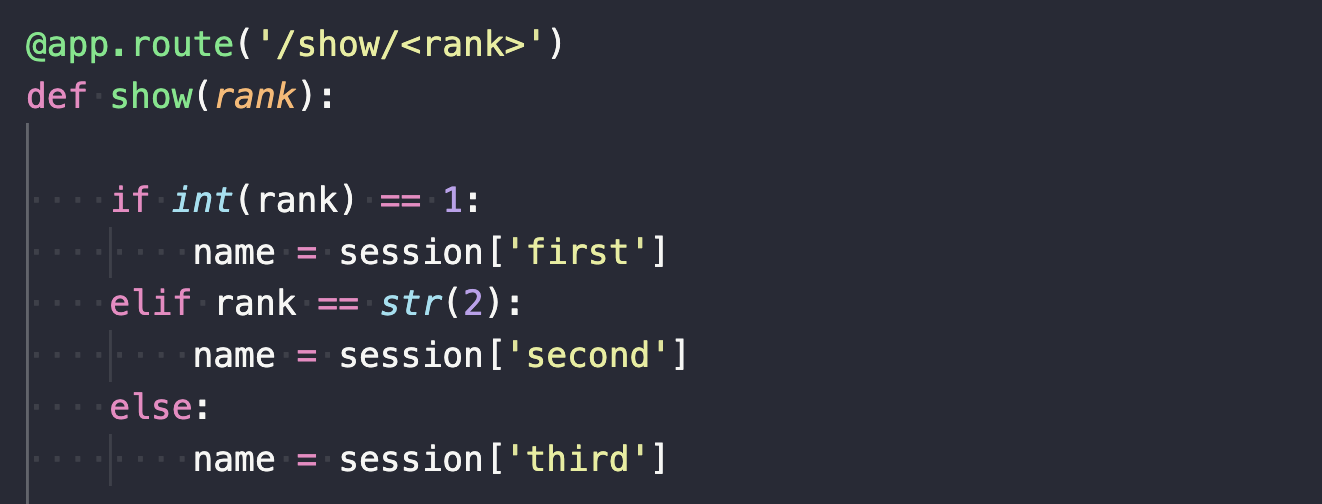 @app.route('/show/<rank>')
def show(rank):
if int(rank) == 1:
name = session['first']
elif rank == str(2):
name = session['second']
else:
name = session['third']